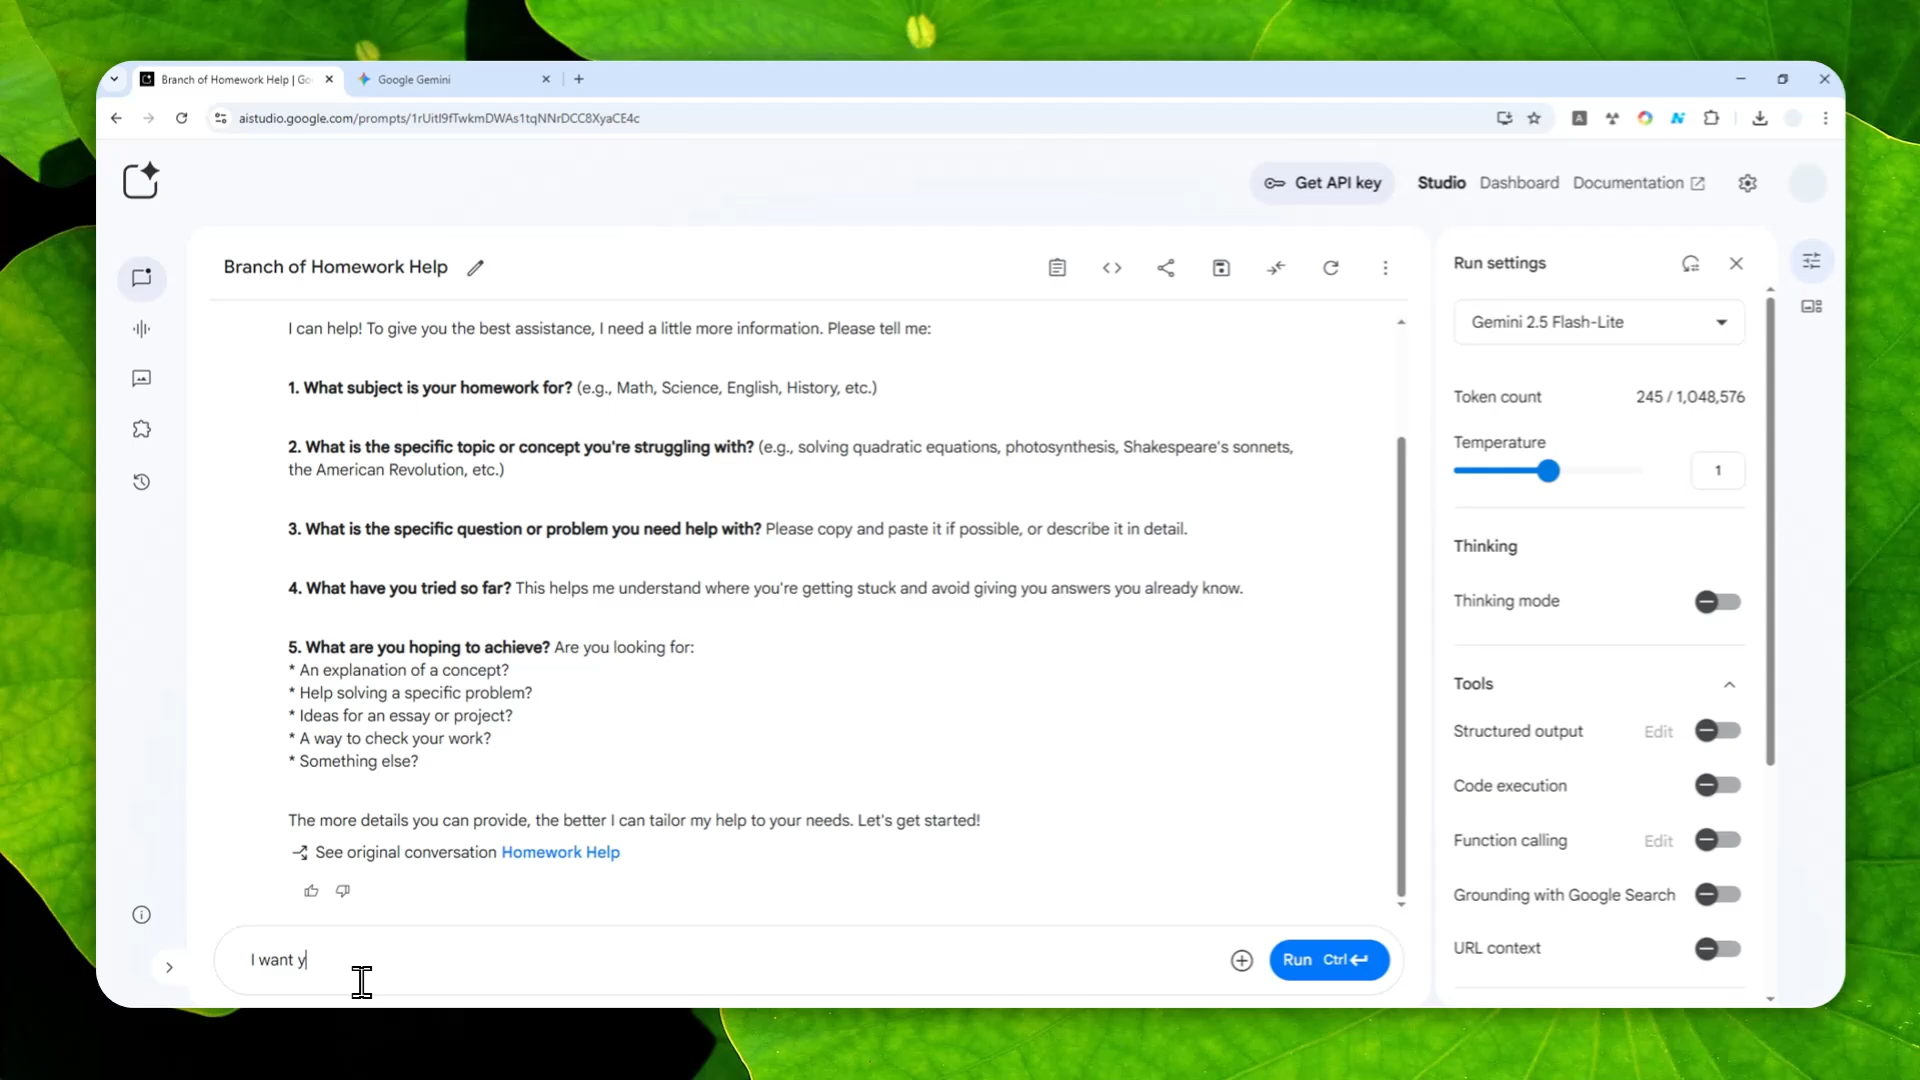 Branch of Homework Help | Go
Google Gemini
aistudio.google.com/prompts/1rUitI9fTwkmDWAs1tqNNrDCC8XyaCE4c
Get API key
Studio
Dashboard
Documentation
Branch of Homework Help
I can help! To give you the best assistance, I need a little more information. Please tell me:
1. What subject is your homework for? (e.g., Math, Science, English, History, etc.)
2. What is the specific topic or concept you're struggling with? (e.g., solving quadratic equations, photosynthesis, Shakespeare's sonnets,
the American Revolution, etc.)
3. What is the specific question or problem you need help with? Please copy and paste it if possible, or describe it in detail.
4. What have you tried so far? This helps me understand where you're getting stuck and avoid giving you answers you already know.
5. What are you hoping to achieve? Are you looking for:
* An explanation of a concept?
* Help solving a specific problem?
* Ideas for an essay or project?
* A way to check your work?
* Something else?
The more details you can provide, the better I can tailor my help to your needs. Let's get started!
See original conversation Homework Help
I want y
Run Ctrl
Run settings
Gemini 2.5 Flash-Lite
Token count 245 / 1,048,576
Temperature
1
Thinking
Thinking mode
Tools
Structured output Edit
Code execution
Function calling Edit
Grounding with Google Search
URL context